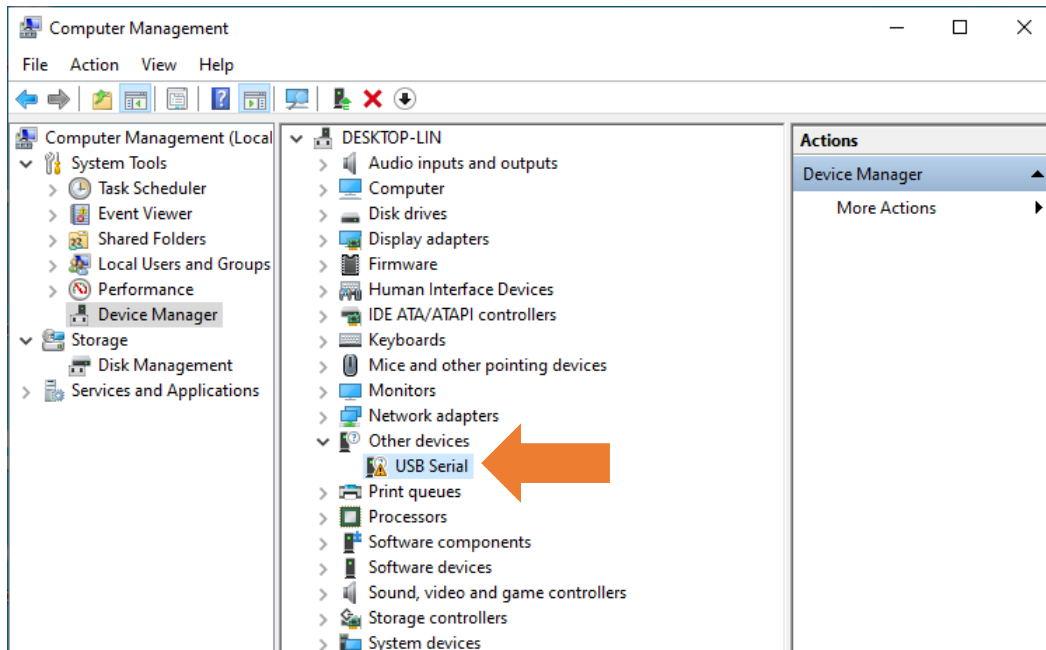 Computer Management
File Action View Help
Computer Management (Local
System Tools
Task Scheduler
Event Viewer
Shared Folders
Local Users and Groups
Performance
Device Manager
Storage
Disk Management
Services and Applications
DESKTOP-LIN
Audio inputs and outputs
Computer
Disk drives
Display adapters
Firmware
Human Interface Devices
IDE ATA/ATAPI controllers
Keyboards
Mice and other pointing devices
Monitors
Network adapters
Other devices
USB Serial
Print queues
Processors
Software components
Software devices
Sound, video and game controllers
Storage controllers
System devices
Actions
Device Manager
More Actions